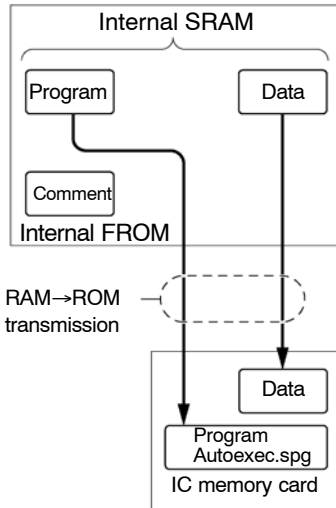 Internal SRAM
Program
Data
Comment
Internal FROM
RAM→ROM
transmission
Data
Program
Autoexec.spg
IC memory card